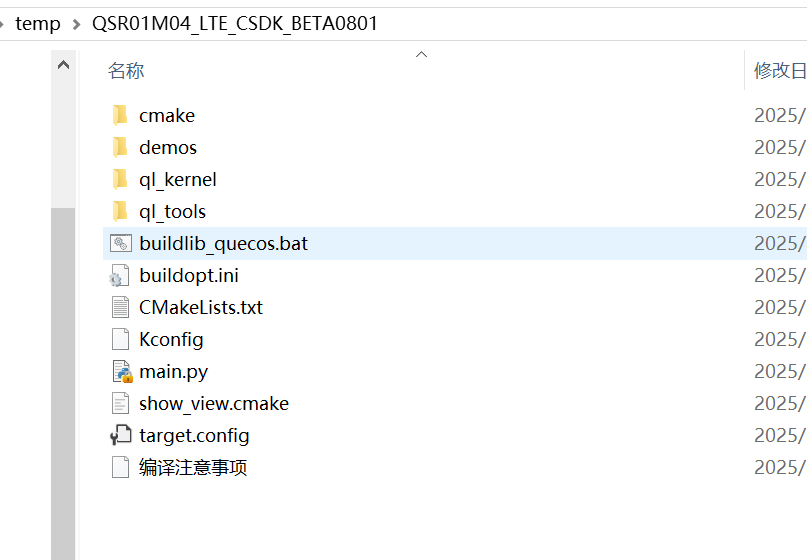 temp > QSR01M04_LTE_CSDK_BETA0801
名称 修改日
cmake 2025/
demos 2025/
ql_kernel 2025/
ql_tools 2025/
buildlib_quecos.bat 2025/
buildopt.ini 2025/
CMakeLists.txt 2025/
Kconfig 2025/
main.py 2025/
show_view.cmake 2025/
target.config 2025/
编译注意事项 2025/